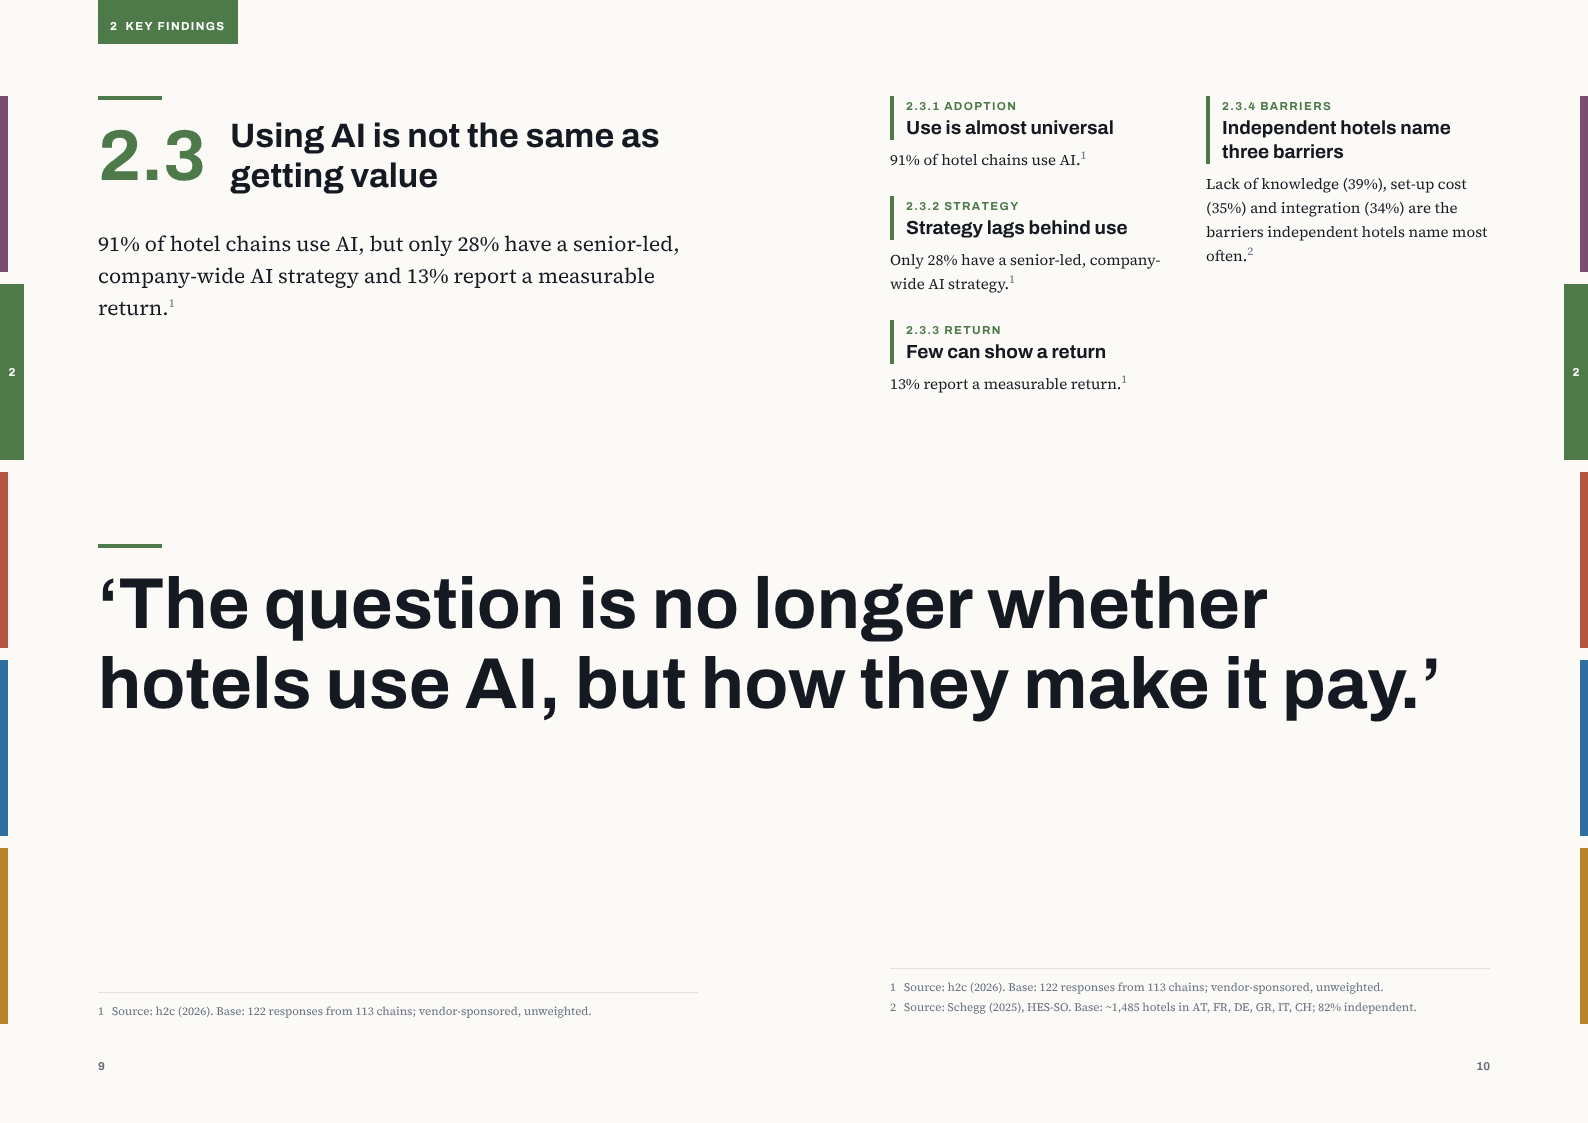 2 KEY FINDINGS
2.3
Using AI is not the same as
getting value
91% of hotel chains use AI, but only 28% have a senior-led,
company-wide AI strategy and 13% report a measurable
return.1
2.3.1 ADOPTION
Use is almost universal
91% of hotel chains use AI.1
2.3.2 STRATEGY
Strategy lags behind use
Only 28% have a senior-led, company-
wide AI strategy.1
2.3.3 RETURN
Few can show a return
13% report a measurable return.1
2.3.4 BARRIERS
Independent hotels name
three barriers
Lack of knowledge (39%), set-up cost
(35%) and integration (34%) are the
barriers independent hotels name most
often.2
2
2
‘The question is no longer whether
hotels use AI, but how they make it pay.’
1 Source: h2c (2026). Base: 122 responses from 113 chains; vendor-sponsored, unweighted.
1 Source: h2c (2026). Base: 122 responses from 113 chains; vendor-sponsored, unweighted.
2 Source: Schegg (2025), HES-SO. Base: ~1,485 hotels in AT, FR, DE, GR, IT, CH; 82% independent.
9
10